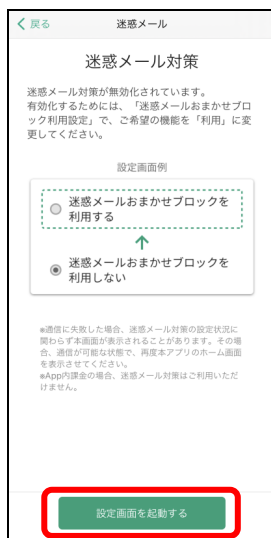 戻る 迷惑メール
迷惑メール対策
迷惑メール対策が無効化されています。
有効化するためには、「迷惑メールおまかせブロ
ック利用設定」で、ご希望の機能を「利用」に変
更してください。
設定画面例
迷惑メールおまかせブロックを
利用する
迷惑メールおまかせブロックを
利用しない
※通信に失敗した場合、迷惑メール対策の設定状況に
関わらず本画面が表示されることがあります。その場
合、通信が可能な状態で、再度本アプリのホーム画面
を表示させてください。
※App内課金の場合、迷惑メール対策はご利用いただ
けません。
設定画面を起動する